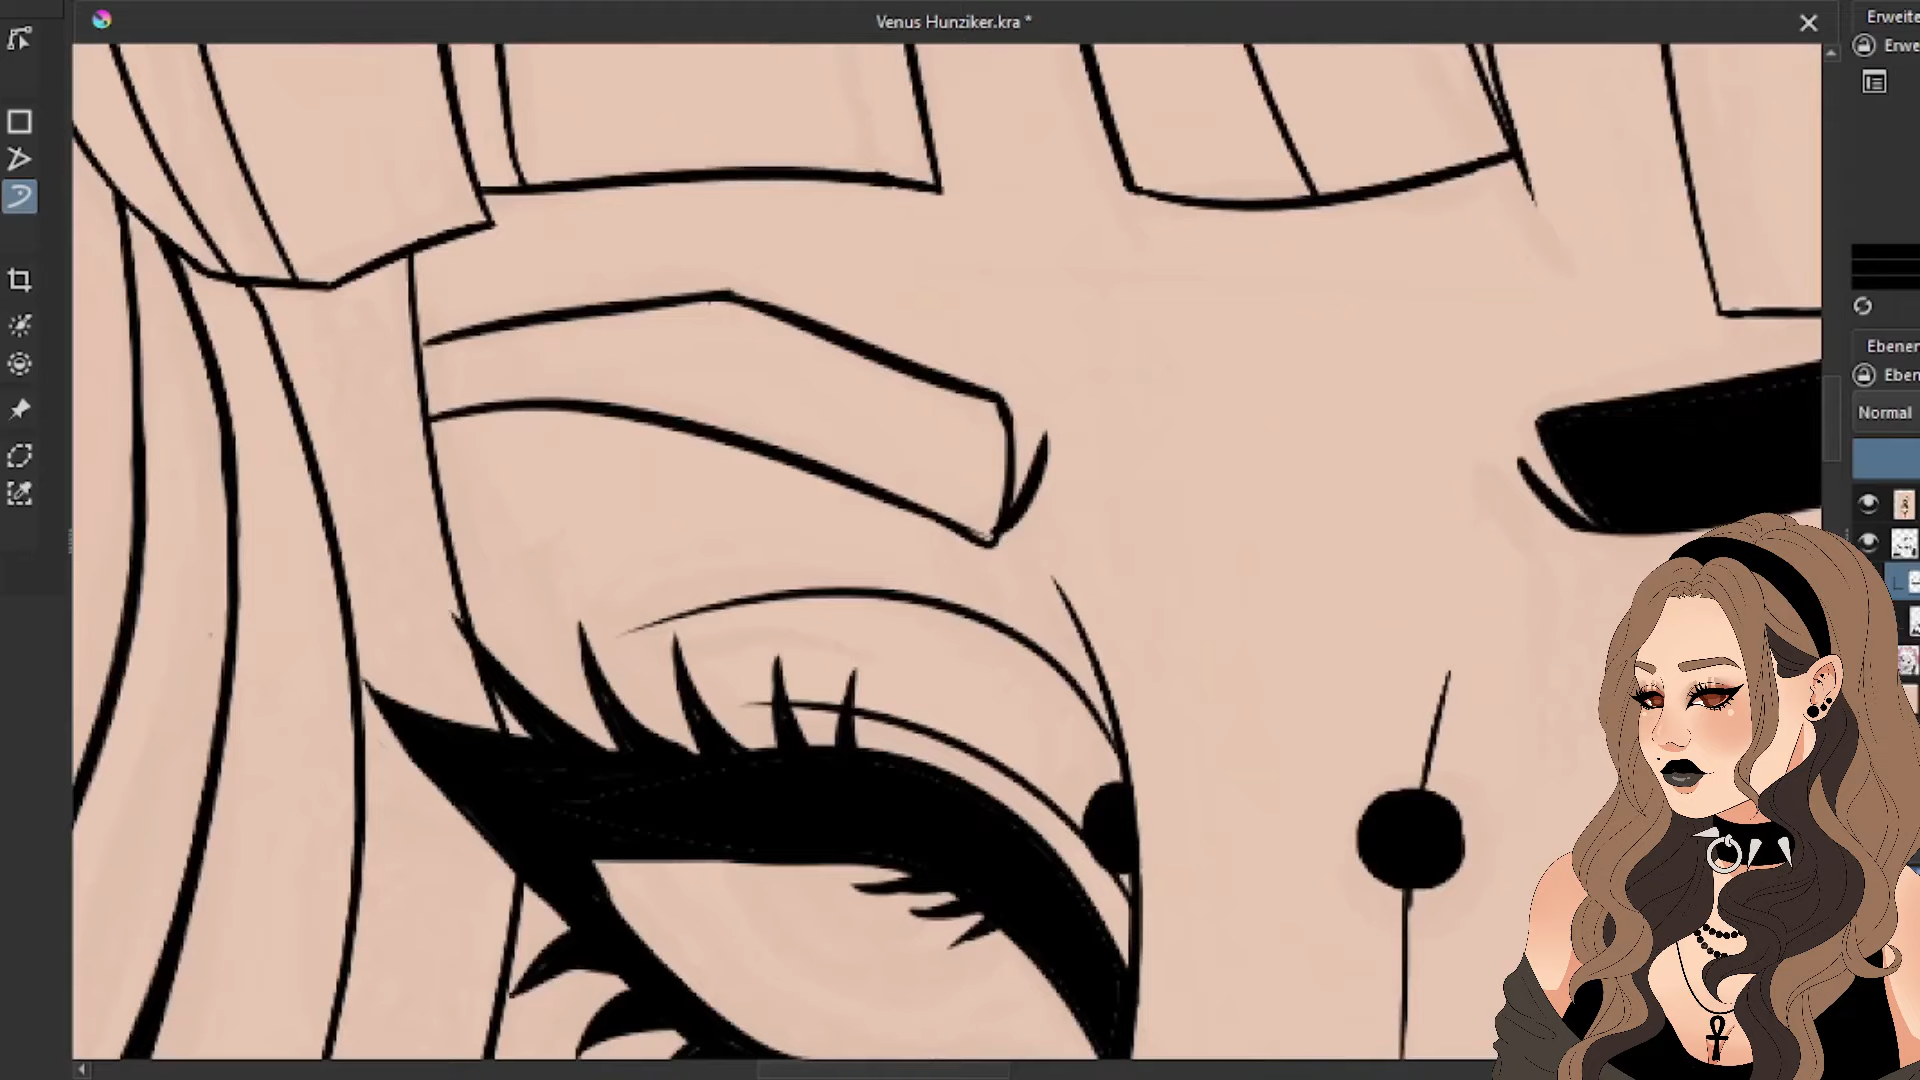 Venus Hunziker.kra *
Erweite
Erwe
Ebener
Eben
Normal